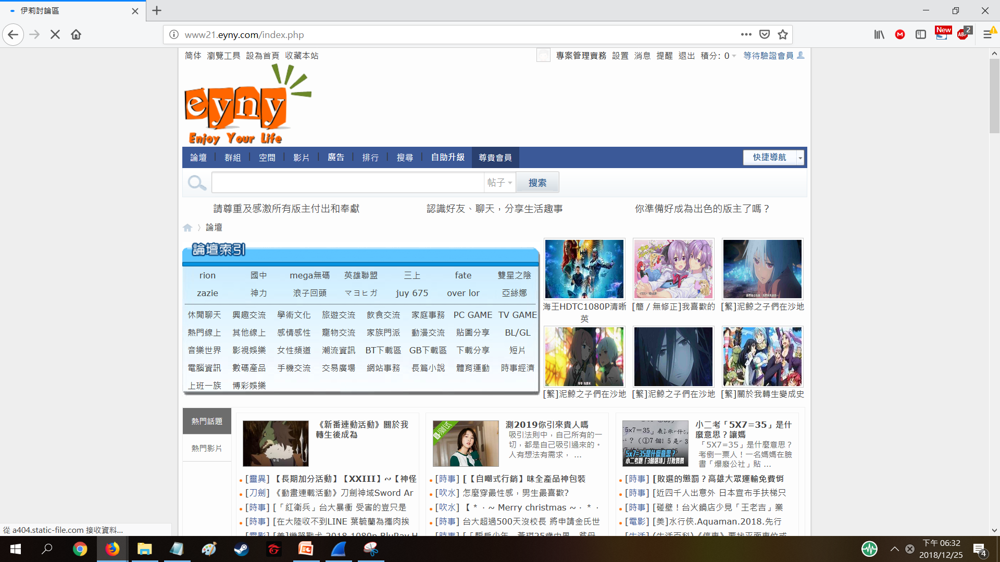 伊莉討論區
www21.eyny.com/index.php
New
ABP
2
简体 瀏覽工具 設為首頁 收藏本站
專案管理實務 設置 消息 提醒 退出 積分: 0 等待驗證會員
eyny
Enjoy Your Life
論壇 群組 空間 影片 廣告 排行 搜尋 自助升級 尊貴會員 快捷導航
帖子 搜索
請尊重及感激所有版主付出和奉獻 認識好友、聊天，分享生活趣事 你準備好成為出色的版主了嗎？
論壇
論壇索引
rion 國中 mega無碼 英雄聯盟 三上 fate 雙星之陰
zazie 神力 浪子回頭 マヨヒガ juy 675 over lor 亞絲娜
休閒聊天 興趣交流 學術文化 旅遊交流 飲食交流 家庭事務 PC GAME TV GAME
熱門線上 其他線上 感情感性 寵物交流 家族門派 動漫交流 貼圖分享 BL/GL
音樂世界 影視娛樂 女性頻道 潮流資訊 BT下載區 GB下載區 下載分享 短片
電腦資訊 數碼產品 手機交流 交易廣場 網站事務 長篇小說 體育運動 時事經濟
上班一族 博彩娛樂
海王HDTC1080P清晰英
[簡 / 無修正]我喜歡的
[繁]泥鯨之子們在沙地
[繁]泥鯨之子們在沙地
[繁]泥鯨之子們在沙地
[繁]關於我轉生變成史
熱門話題
熱門影片
《新番連動活動》關於我
轉生後成為
[靈異] 【長期加分活動】【XXIII】~【神怪
[刀劍] 《動畫連載活動》刀劍神域Sword Ar
[時事] [「紅衛兵」台大暴衝 受害的豈只是
[時事] [在大陸收不到LINE 葉毓蘭為攜肉挨
測2019你引來貴人嗎
吸引法則中，自己所有的一
切，都是自己吸引過來的。
人有想法有需求， ...
[時事] [【自嘲式行銷】味全產品神包裝
[吹水] 怎麼穿最性感，男生最喜歡?
[吹水] 【 * ‧ ~ Merry christmas ~ ‧ * ‧
[時事] 台大超過500天沒校長 將申請金氏世
小二考「5X7=35」是什
麼意思？讓媽
「5X7=35」是什麼意思？
考倒一票人！一名媽媽在臉
書「爆廢公社」貼 ...
[時事] [敗選的懲罰？高雄大眾運輸免費悄
[時事] [近四千人出意外 日本宣布手扶梯只
[時事] [碰壁！台火鍋店少見「王老吉」業
[電影] [美]水行俠.Aquaman.2018.先行
從 a404.static-file.com 接收資料...
下午 06:32
2018/12/25
4